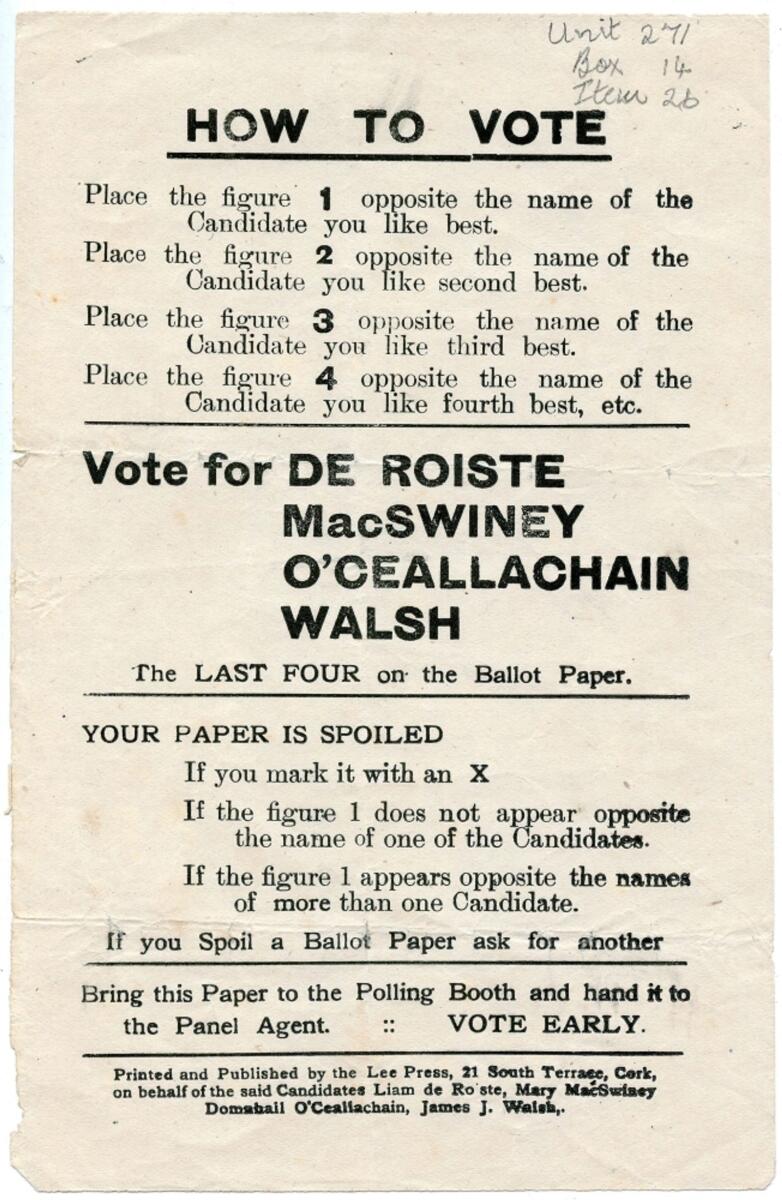 Unit 271
Box 14
Item 26
HOW TO VOTE
Place the figure 1 opposite the name of the
Candidate you like best.
Place the figure 2 opposite the name of the
Candidate you like second best.
Place the figure 3 opposite the name of the
Candidate you like third best.
Place the figure 4 opposite the name of the
Candidate you like fourth best, etc.
Vote for DE ROISTE
MacSWINEY
O'CEALLACHAIN
WALSH
The LAST FOUR on the Ballot Paper.
YOUR PAPER IS SPOILED
If you mark it with an X
If the figure 1 does not appear opposite
the name of one of the Candidates.
If the figure 1 appears opposite the names
of more than one Candidate.
If you Spoil a Ballot Paper ask for another
Bring this Paper to the Polling Booth and hand it to
the Panel Agent. :: VOTE EARLY.
Printed and Published by the Lee Press, 21 South Terrace, Cork,
on behalf of the said Candidates Liam de Ro ste, Mary MacSwiney
Domahall O'Ceallachain, James J. Walsh,.